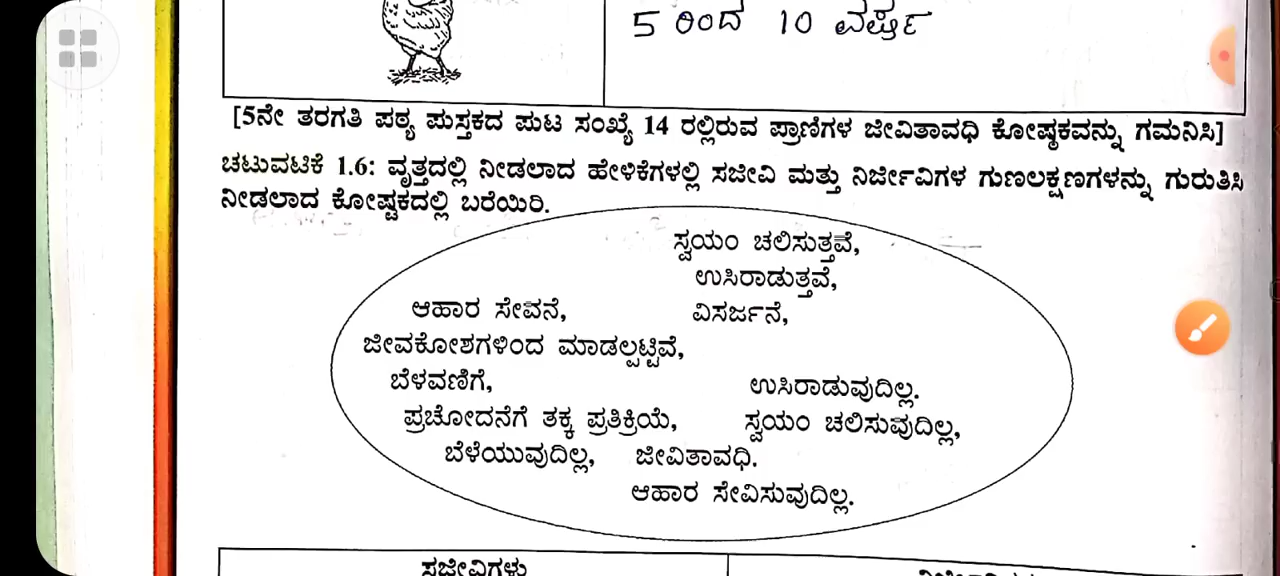 5 ರಿಂದ 10 ವರ್ಷ
[5ನೇ ತರಗತಿ ಪಠ್ಯ ಪುಸ್ತಕದ ಪುಟ ಸಂಖ್ಯೆ 14 ರಲ್ಲಿರುವ ಪ್ರಾಣಿಗಳ ಜೀವಿತಾವಧಿ ಕೋಷ್ಠಕವನ್ನು ಗಮನಿಸಿ]
ಚಟುವಟಿಕೆ 1.6: ವೃತ್ತದಲ್ಲಿ ನೀಡಲಾದ ಹೇಳಿಕೆಗಳಲ್ಲಿ ಸಜೀವಿ ಮತ್ತು ನಿರ್ಜೀವಿಗಳ ಗುಣಲಕ್ಷಣಗಳನ್ನು ಗುರುತಿಸಿ
ನೀಡಲಾದ ಕೋಷ್ಟಕದಲ್ಲಿ ಬರೆಯಿರಿ.
ಸ್ವಯಂ ಚಲಿಸುತ್ತವೆ,
ಉಸಿರಾಡುತ್ತವೆ,
ಆಹಾರ ಸೇವನೆ, ವಿಸರ್ಜನೆ,
ಜೀವಕೋಶಗಳಿಂದ ಮಾಡಲ್ಪಟ್ಟಿವೆ,
ಬೆಳವಣಿಗೆ, ಉಸಿರಾಡುವುದಿಲ್ಲ.
ಪ್ರಚೋದನೆಗೆ ತಕ್ಕ ಪ್ರತಿಕ್ರಿಯೆ, ಸ್ವಯಂ ಚಲಿಸುವುದಿಲ್ಲ,
ಬೆಳೆಯುವುದಿಲ್ಲ, ಜೀವಿತಾವಧಿ.
ಆಹಾರ ಸೇವಿಸುವುದಿಲ್ಲ.
ಸಜೀವಿಗಳು